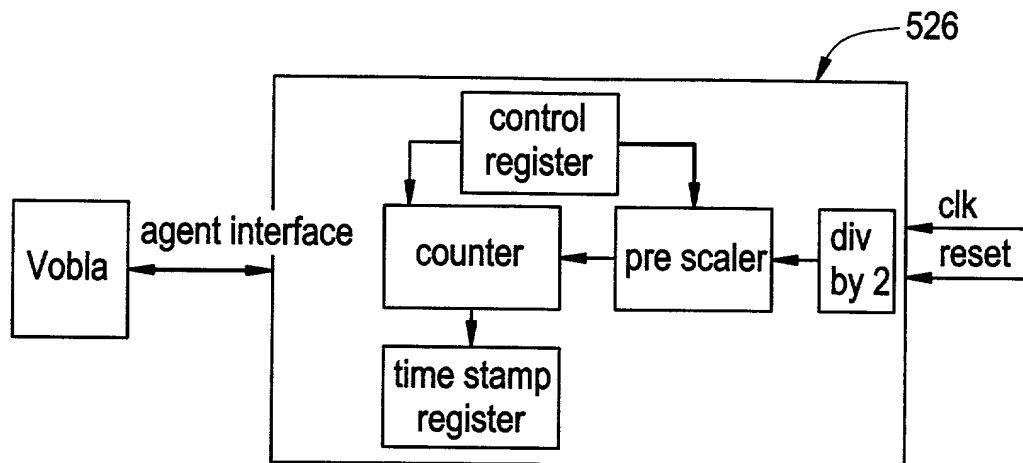 526
control
register
Vobla
agent interface
counter
pre scaler
div
by 2
clk
reset
time stamp
register